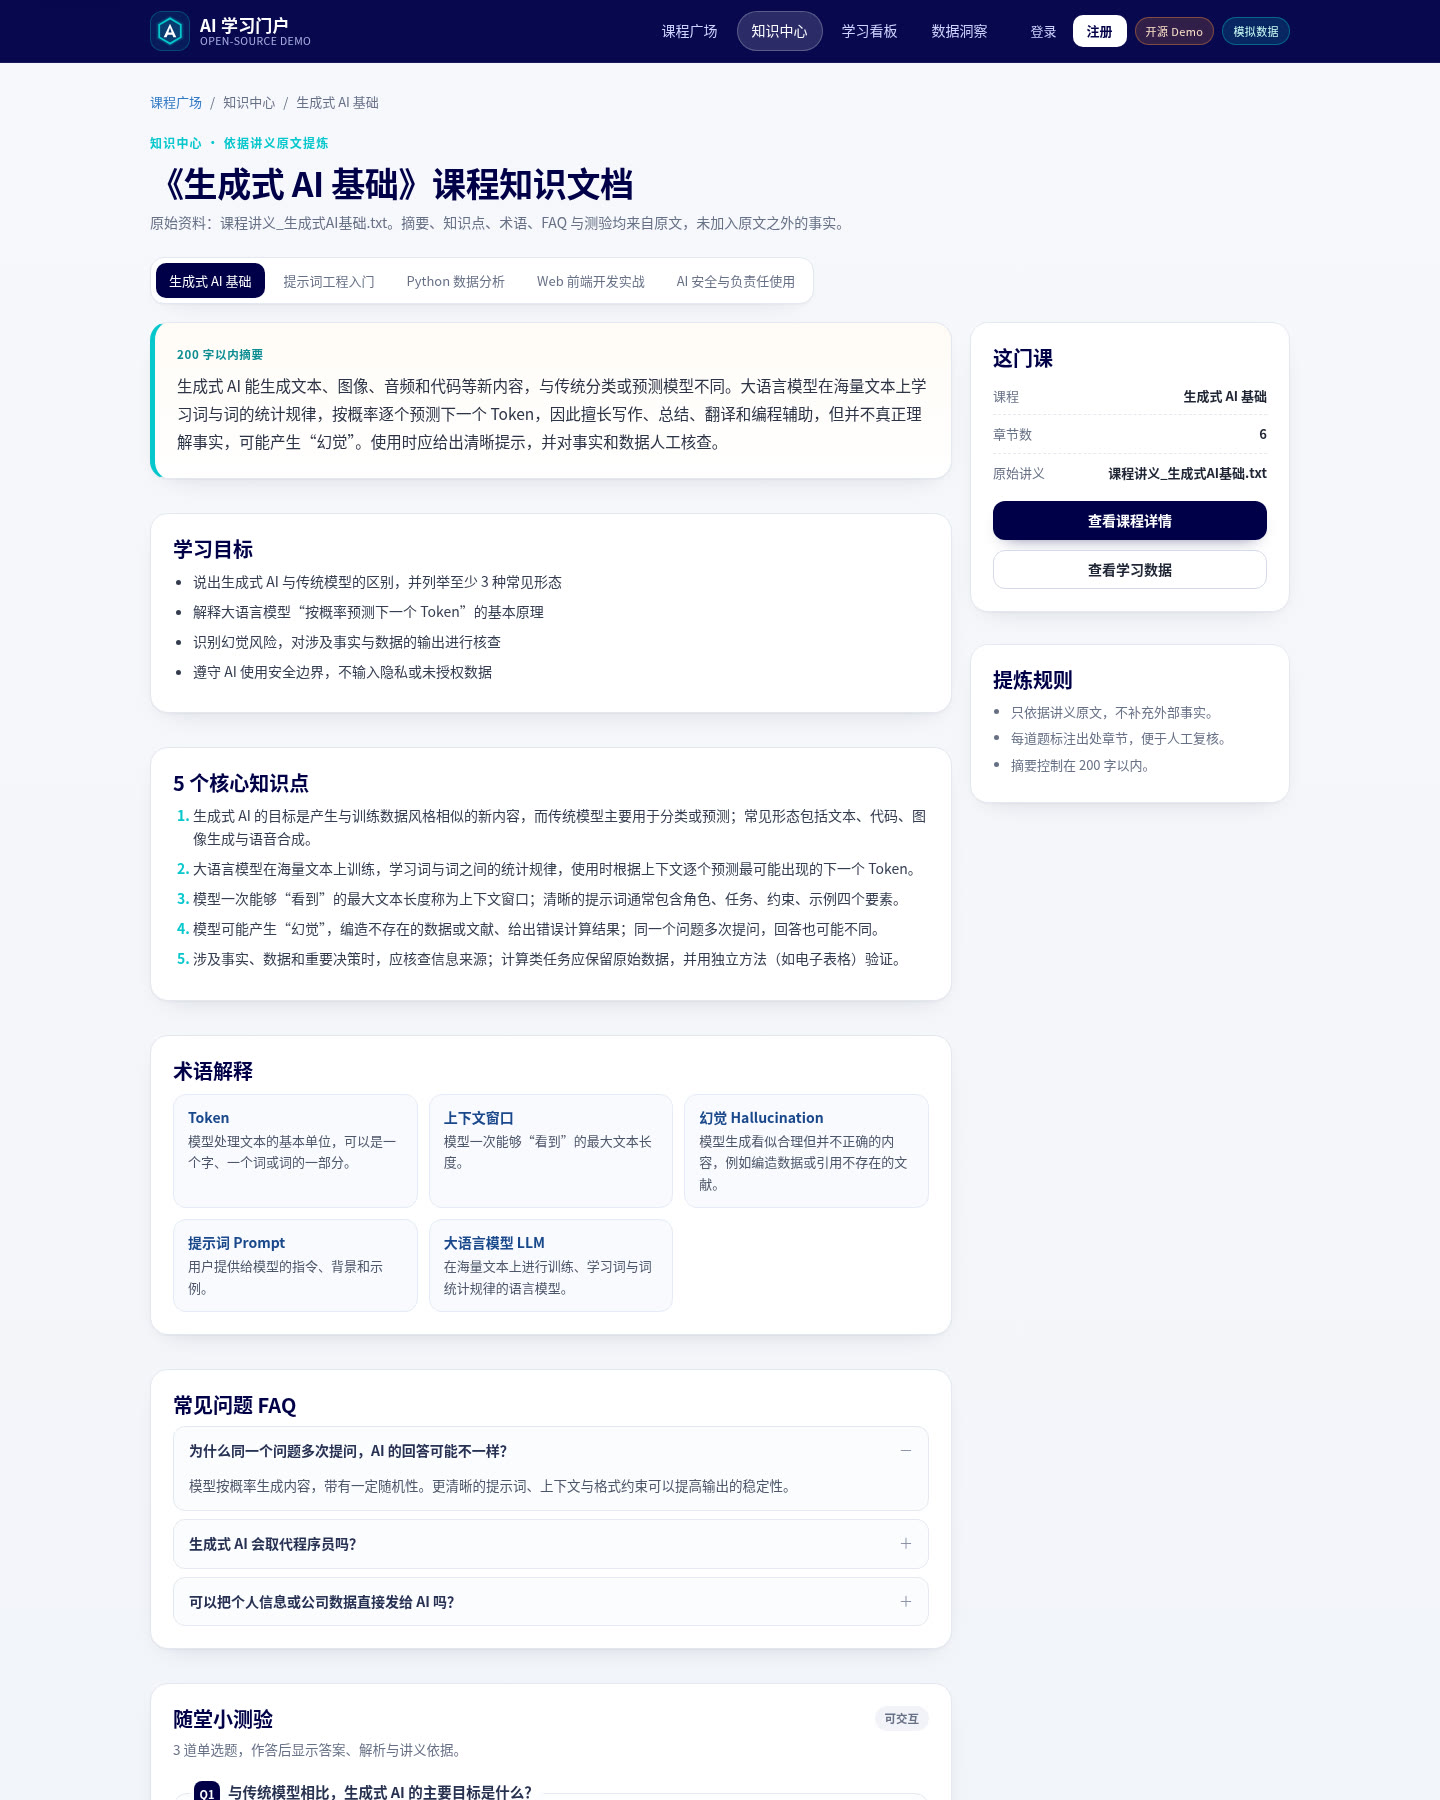 AI 学习门户
OPEN-SOURCE DEMO
课程广场
知识中心
学习看板
数据洞察
登录
注册
开源 Demo
模拟数据
课程广场 / 知识中心 / 生成式 AI 基础
知识中心 · 依据讲义原文提炼
《生成式 AI 基础》课程知识文档
原始资料：课程讲义_生成式AI基础.txt。摘要、知识点、术语、FAQ 与测验均来自原文，未加入原文之外的事实。
生成式 AI 基础
提示词工程入门
Python 数据分析
Web 前端开发实战
AI 安全与负责任使用
200 字以内摘要
生成式 AI 能生成文本、图像、音频和代码等新内容，与传统分类或预测模型不同。大语言模型在海量文本上学
习词与词的统计规律，按概率逐个预测下一个 Token，因此擅长写作、总结、翻译和编程辅助，但并不真正理
解事实，可能产生“幻觉”。使用时应给出清晰提示，并对事实和数据人工核查。
学习目标
• 说出生成式 AI 与传统模型的区别，并列举至少 3 种常见形态
• 解释大语言模型“按概率预测下一个 Token”的基本原理
• 识别幻觉风险，对涉及事实与数据的输出进行核查
• 遵守 AI 使用安全边界，不输入隐私或未授权数据
5 个核心知识点
1. 生成式 AI 的目标是产生与训练数据风格相似的新内容，而传统模型主要用于分类或预测；常见形态包括文本、代码、图
像生成与语音合成。
2. 大语言模型在海量文本上训练，学习词与词之间的统计规律，使用时根据上下文逐个预测最可能出现的下一个 Token。
3. 模型一次能够“看到”的最大文本长度称为上下文窗口；清晰的提示词通常包含角色、任务、约束、示例四个要素。
4. 模型可能产生“幻觉”，编造不存在的数据或文献、给出错误计算结果；同一个问题多次提问，回答也可能不同。
5. 涉及事实、数据和重要决策时，应核查信息来源；计算类任务应保留原始数据，并用独立方法（如电子表格）验证。
术语解释
Token
模型处理文本的基本单位，可以是一
个字、一个词或词的一部分。
上下文窗口
模型一次能够“看到”的最大文本长
度。
幻觉 Hallucination
模型生成看似合理但并不正确的内
容，例如编造数据或引用不存在的文
献。
提示词 Prompt
用户提供给模型的指令、背景和示
例。
大语言模型 LLM
在海量文本上进行训练、学习词与词
统计规律的语言模型。
常见问题 FAQ
为什么同一个问题多次提问，AI 的回答可能不一样？
模型按概率生成内容，带有一定随机性。更清晰的提示词、上下文与格式约束可以提高输出的稳定性。
生成式 AI 会取代程序员吗？
可以把个人信息或公司数据直接发给 AI 吗？
随堂小测验
可交互
3 道单选题，作答后显示答案、解析与讲义依据。
Q1 与传统模型相比，生成式 AI 的主要目标是什么？
这门课
课程 生成式 AI 基础
章节数 6
原始讲义 课程讲义_生成式AI基础.txt
查看课程详情
查看学习数据
提炼规则
• 只依据讲义原文，不补充外部事实。
• 每道题标注出处章节，便于人工复核。
• 摘要控制在 200 字以内。